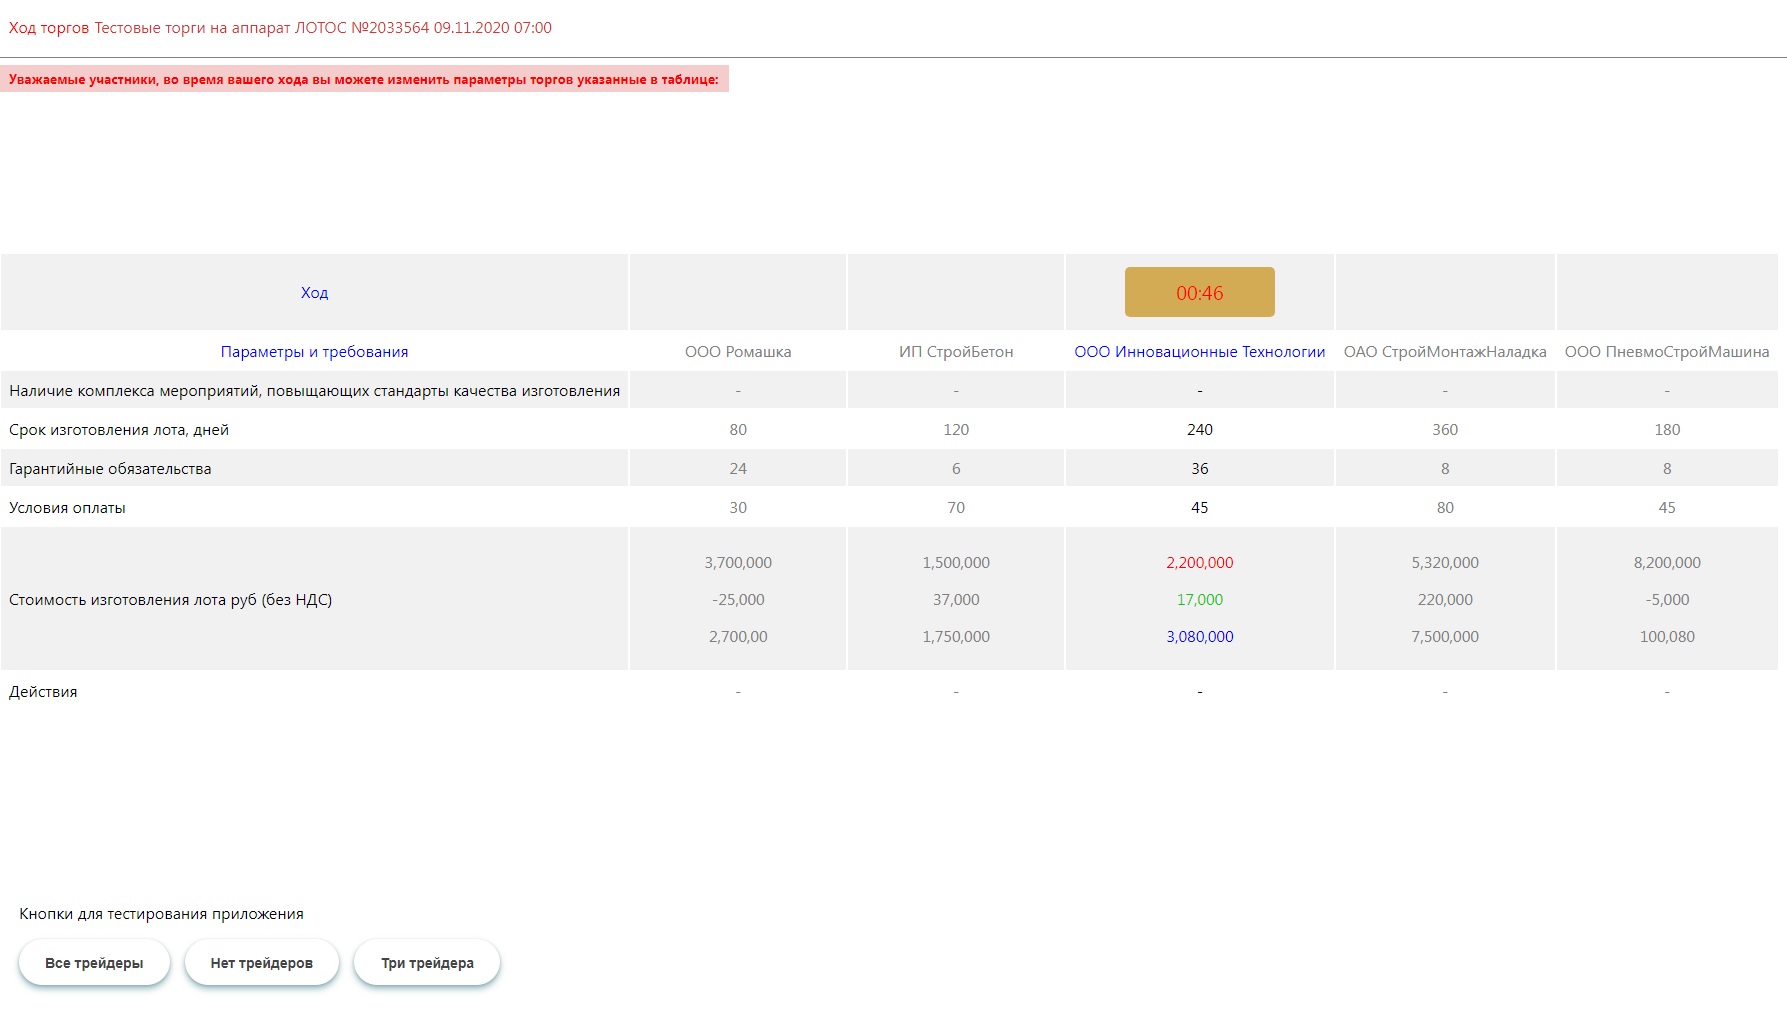 Ход торгов Тестовые торги на аппарат ЛОТОС №2033564 09.11.2020 07:00
Уважаемые участники, во время вашего хода вы можете изменить параметры торгов указанные в таблице:
Ход 00:46
Параметры и требования ООО Ромашка ИП СтройБетон ООО Инновационные Технологии ОАО СтройМонтажНаладка ООО ПневмоСтройМашина
Наличие комплекса мероприятий, повыщающих стандарты качества изготовления - - - - -
Срок изготовления лота, дней 80 120 240 360 180
Гарантийные обязательства 24 6 36 8 8
Условия оплаты 30 70 45 80 45
3,700,000 1,500,000 2,200,000 5,320,000 8,200,000
Стоимость изготовления лота руб (без НДС) -25,000 37,000 17,000 220,000 -5,000
2,700,00 1,750,000 3,080,000 7,500,000 100,080
Действия - - - - -
Кнопки для тестирования приложения
Все трейдеры Нет трейдеров Три трейдера